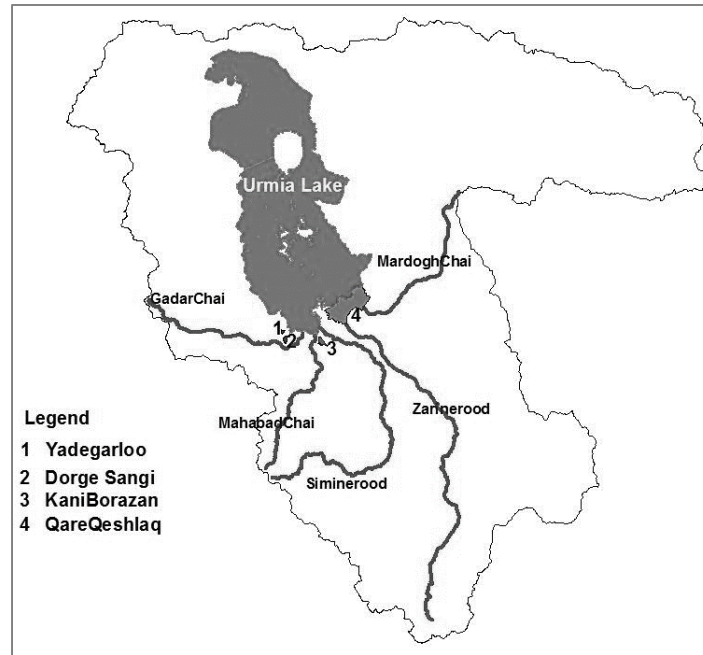 Urmia Lake
MardoghChai
GadarChai
4
1
2
3
Zarinerood
MahabadChai
Siminerood
Legend
1 Yadegarloo
2 Dorge Sangi
3 KaniBorazan
4 QareQeshlaq